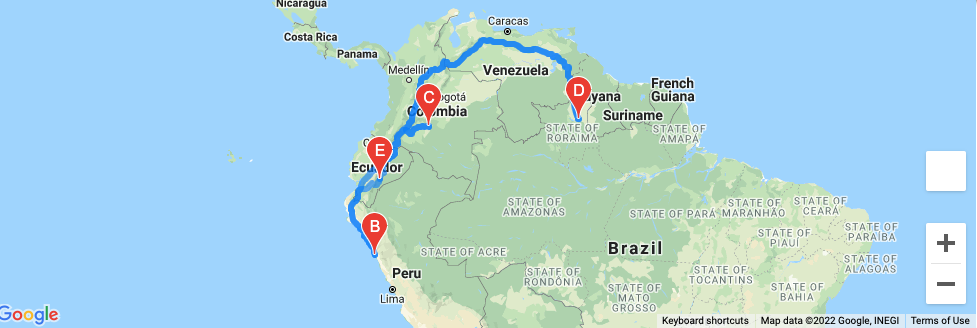 Nicaragua
Costa Rica
Panama
Caracas
Medellín
Venezuela
French
Guiana
Suriname
STATE OF
RORAIMA
STATE OF
AMAPÁ
C
D
Colombia
E
Ecuador
B
STATE OF
AMAZONAS
STATE OF PARÁ
STATE OF
MARANHÃO
STATE OF
CEARÁ
STATE OF
PIAUÍ
STATE OF
PARAÍBA
STATE OF ACRE
Brazil
STATE OF
RONDÔNIA
STATE OF
TOCANTINS
STATE OF
ALAGOAS
STATE OF
MATO
GROSSO
STATE OF
BAHIA
Peru
Lima
+
−
Google
Keyboard shortcuts
Map data ©2022 Google, INEGI
Terms of Use